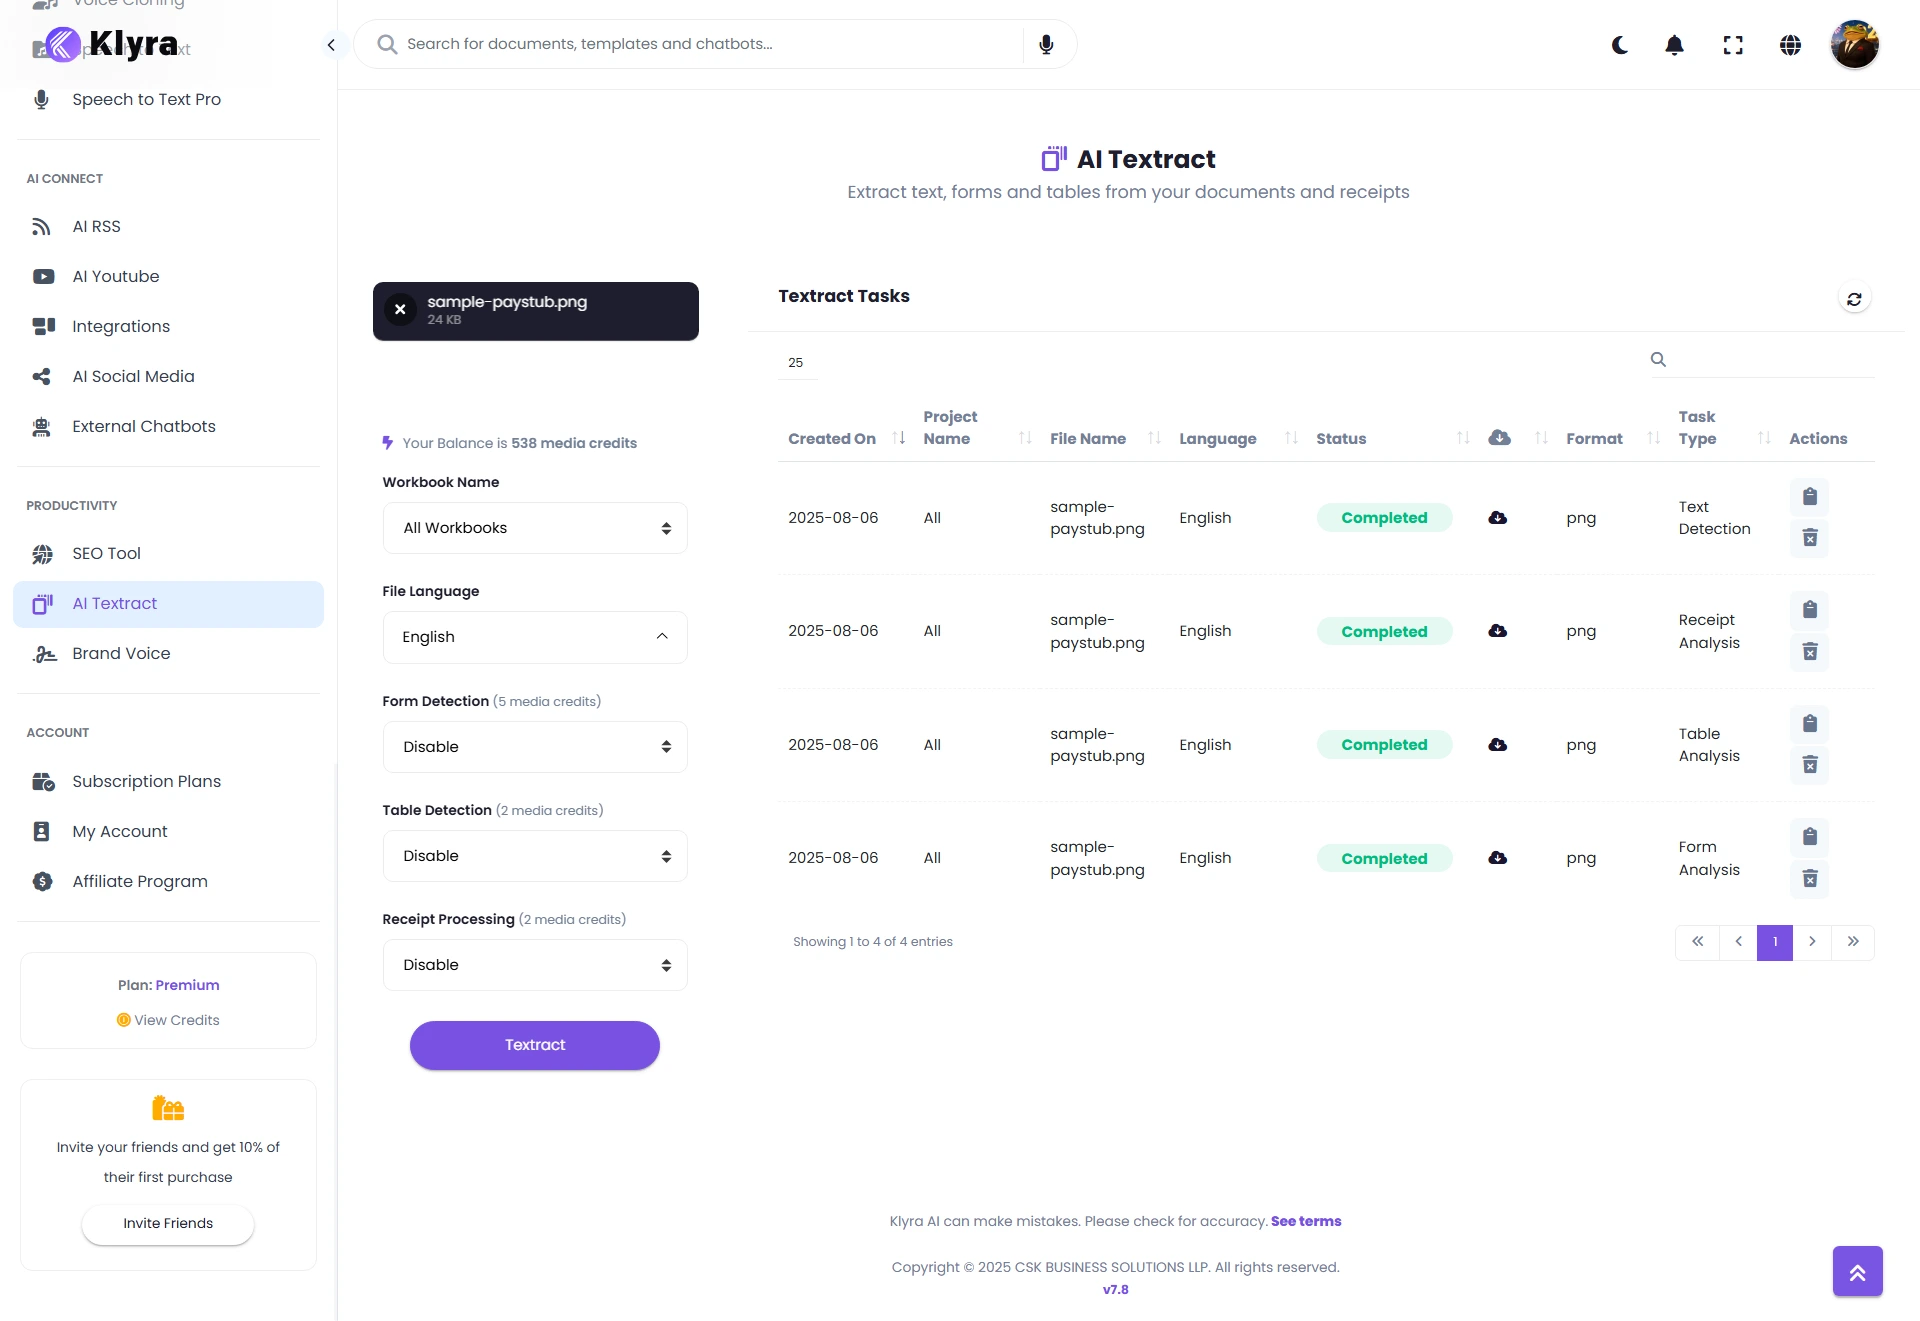 Voice Cloning
Klyra
Speech to Text
Speech to Text Pro
AI CONNECT
AI RSS
AI Youtube
Integrations
AI Social Media
External Chatbots
PRODUCTIVITY
SEO Tool
AI Textract
Brand Voice
ACCOUNT
Subscription Plans
My Account
Affiliate Program
Plan: Premium
View Credits
Invite your friends and get 10% of
their first purchase
Invite Friends
Search for documents, templates and chatbots...
AI Textract
Extract text, forms and tables from your documents and receipts
sample-paystub.png
24 KB
Your Balance is 538 media credits
Workbook Name
All Workbooks
File Language
English
Form Detection (5 media credits)
Disable
Table Detection (2 media credits)
Disable
Receipt Processing (2 media credits)
Disable
Textract
Textract Tasks
25
Created On Project Name File Name Language Status Format Task Type Actions
2025-08-06 All sample-paystub.png English Completed png Text Detection
2025-08-06 All sample-paystub.png English Completed png Receipt Analysis
2025-08-06 All sample-paystub.png English Completed png Table Analysis
2025-08-06 All sample-paystub.png English Completed png Form Analysis
Showing 1 to 4 of 4 entries
1
Klyra AI can make mistakes. Please check for accuracy. See terms
Copyright © 2025 CSK BUSINESS SOLUTIONS LLP. All rights reserved.
v7.8